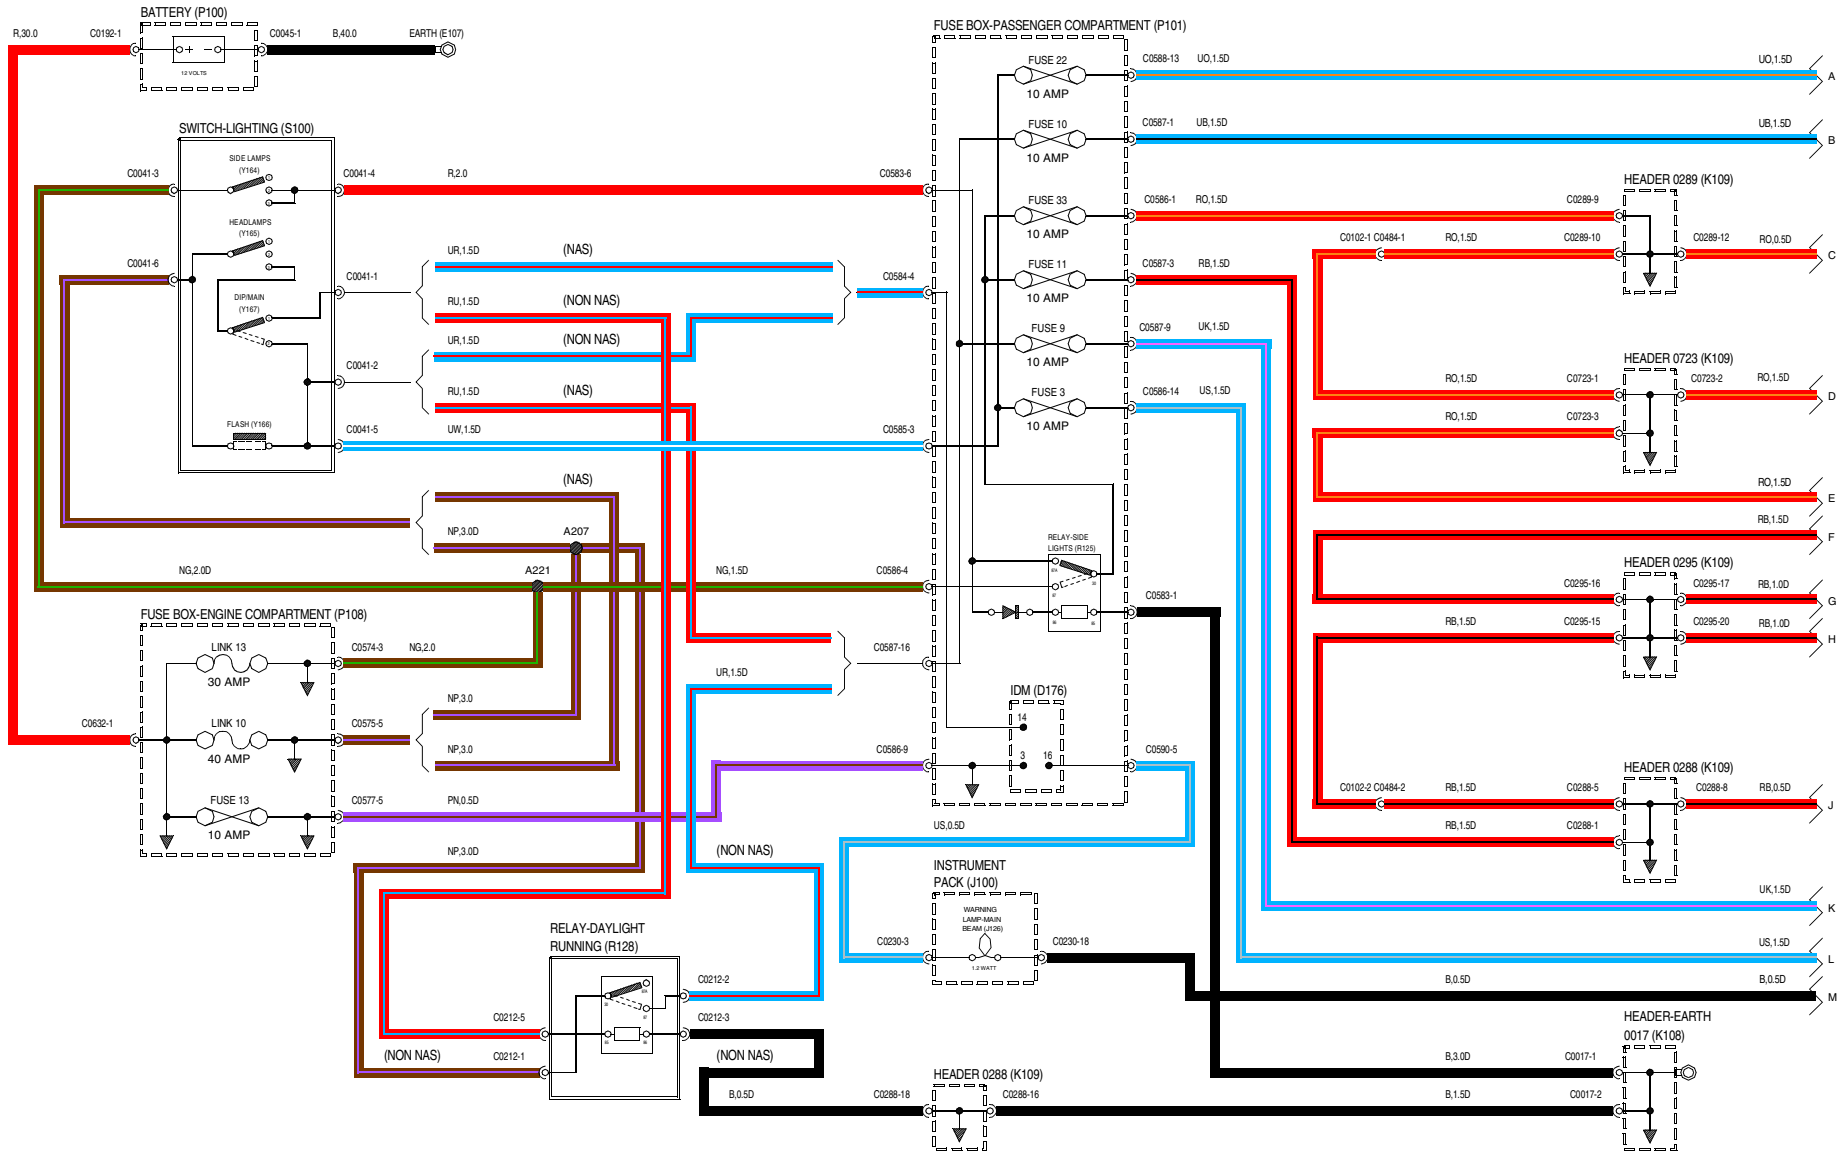 BATTERY (P100)
R,30.0
C0192-1
C0045-1
B,40.0
EARTH (E107)
12 VOLTS
SWITCH-LIGHTING (S100)
SIDE LAMPS
(Y164)
C0041-3
C0041-4
R,2.0
C0583-6
HEADLAMPS
(Y165)
C0041-6
UR,1.5D
(NAS)
C0041-1
C0584-4
DIP/MAIN
(Y167)
RU,1.5D
(NON NAS)
UR,1.5D
(NON NAS)
C0041-2
RU,1.5D
(NAS)
FLASH (Y166)
C0041-5
UW,1.5D
C0585-3
(NAS)
NP,3.0D
A207
NG,2.0D
A221
NG,1.5D
C0586-4
FUSE BOX-ENGINE COMPARTMENT (P108)
LINK 13
30 AMP
C0574-3
NG,2.0
C0587-16
UR,1.5D
NP,3.0
C0632-1
LINK 10
40 AMP
C0575-5
NP,3.0
C0586-9
FUSE 13
10 AMP
C0577-5
PN,0.5D
NP,3.0D
(NON NAS)
RELAY-DAYLIGHT
RUNNING (R128)
C0212-2
C0212-5
C0212-3
(NON NAS)
C0212-1
(NON NAS)
B,0.5D
C0288-18
HEADER 0288 (K109)
C0288-16
FUSE BOX-PASSENGER COMPARTMENT (P101)
FUSE 22
10 AMP
C0588-13
UO,1.5D
UO,1.5D
A
FUSE 10
10 AMP
C0587-1
UB,1.5D
UB,1.5D
B
FUSE 33
10 AMP
C0586-1
RO,1.5D
C0289-9
HEADER 0289 (K109)
C0102-1 C0484-1
RO,1.5D
C0289-10
C0289-12
RO,0.5D
C
FUSE 11
10 AMP
C0587-3
RB,1.5D
FUSE 9
10 AMP
C0587-9
UK,1.5D
HEADER 0723 (K109)
FUSE 3
10 AMP
C0586-14
US,1.5D
RO,1.5D
C0723-1
C0723-2
RO,1.5D
D
RO,1.5D
C0723-3
RO,1.5D
E
RB,1.5D
F
RELAY-SIDE
LIGHTS (R125)
87A
30
87
86
85
C0583-1
HEADER 0295 (K109)
C0295-16
C0295-17
RB,1.0D
G
RB,1.5D
C0295-15
C0295-20
RB,1.0D
H
IDM (D176)
14
3
16
C0590-5
HEADER 0288 (K109)
C0102-2 C0484-2
RB,1.5D
C0288-5
C0288-8
RB,0.5D
J
RB,1.5D
C0288-1
US,0.5D
INSTRUMENT
PACK (J100)
WARNING
LAMP-MAIN
BEAM (J126)
1.2 WATT
C0230-3
C0230-18
UK,1.5D
K
US,1.5D
L
B,0.5D
B,0.5D
M
HEADER-EARTH
0017 (K108)
B,3.0D
C0017-1
B,1.5D
C0017-2